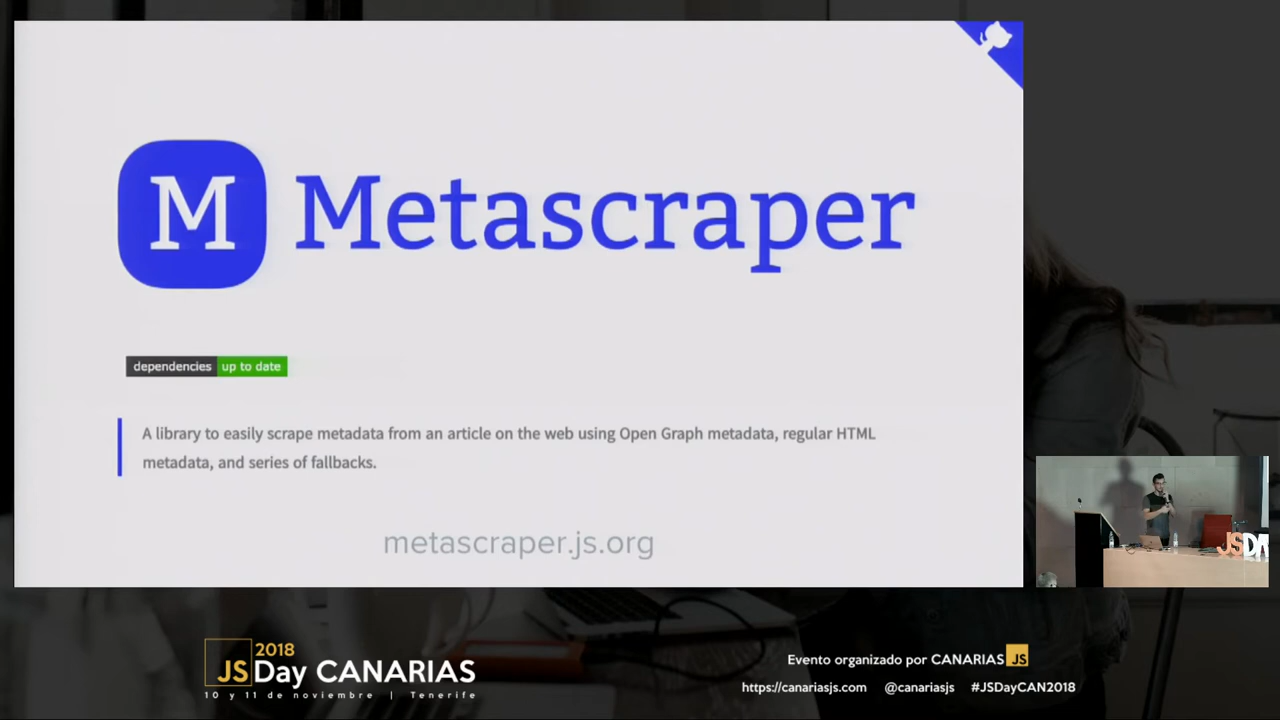 M Metascraper
dependencies up to date
A library to easily scrape metadata from an article on the web using Open Graph metadata, regular HTML
metadata, and series of fallbacks.
metascraper.js.org
JSDA
2018
JSDay CANARIAS
10 y 11 de noviembre | Tenerife
Evento organizado por CANARIAS JS
https://canariasjs.com @canariasjs #JSDayCAN2018